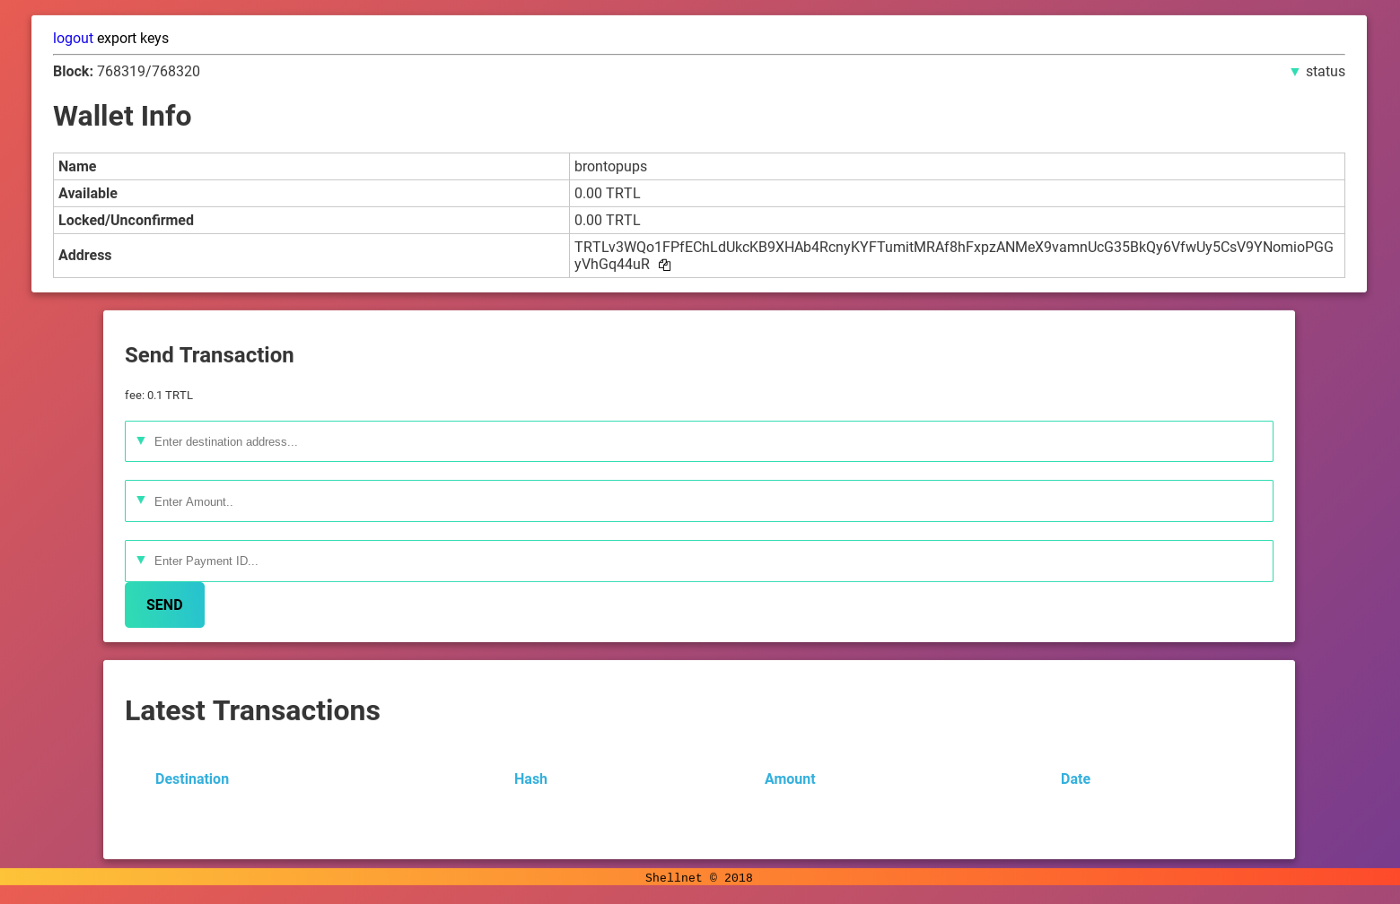 logout export keys
Block: 768319/768320
▼ status
Wallet Info
Name brontopups
Available 0.00 TRTL
Locked/Unconfirmed 0.00 TRTL
Address TRTLv3WQo1FPfEChLdUkcKB9XHAb4RcnyKYFTumitMRAf8hFxpzANMeX9vamnUcG35BkQy6VfwUy5CsV9YNomioPGG
yVhGq44uR
Send Transaction
fee: 0.1 TRTL
▼ Enter destination address...
▼ Enter Amount..
▼ Enter Payment ID...
SEND
Latest Transactions
Destination Hash Amount Date
Shellnet © 2018